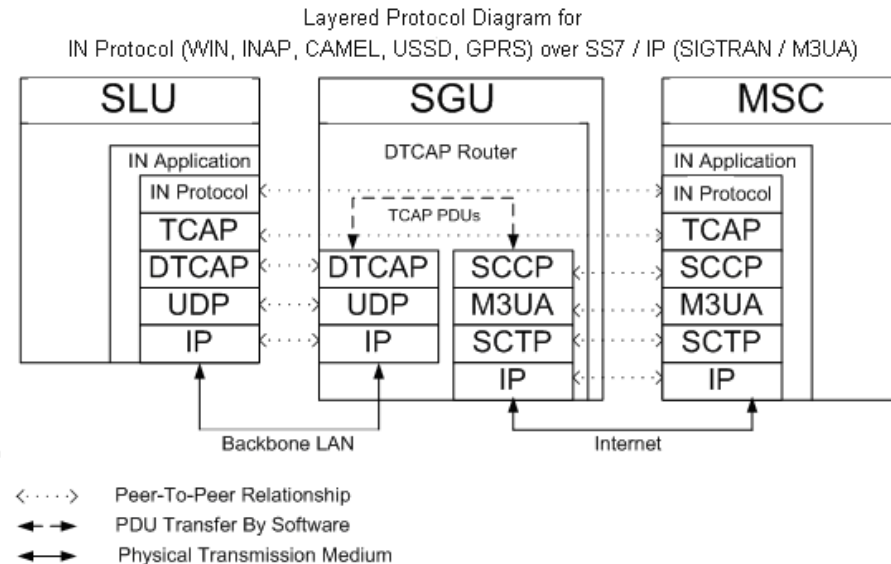 Layered Protocol Diagram for
IN Protocol (WIN, INAP, CAMEL, USSD, GPRS) over SS7 / IP (SIGTRAN / M3UA)
SLU
IN Application
IN Protocol
TCAP
DTCAP
UDP
IP
SGU
DTCAP Router
TCAP PDUs
DTCAP
UDP
IP
SCCP
M3UA
SCTP
IP
MSC
IN Application
IN Protocol
TCAP
SCCP
M3UA
SCTP
IP
Backbone LAN
Internet
Peer-To-Peer Relationship
PDU Transfer By Software
Physical Transmission Medium